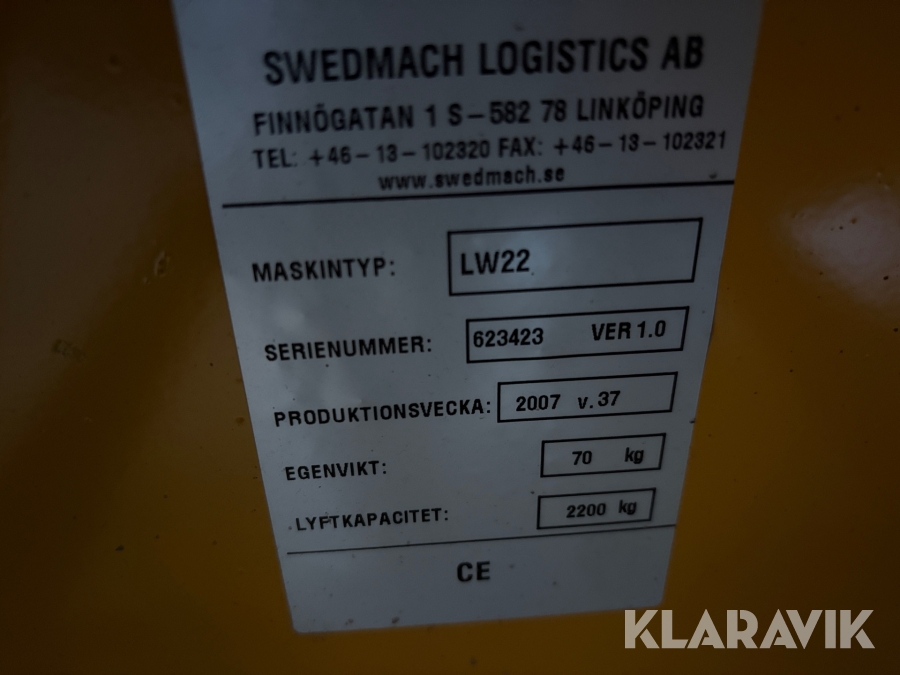 SWEDMACH LOGISTICS AB
FINNÖGATAN 1 S-582 78 LINKÖPING
TEL: +46-13-102320 FAX: +46-13-102321
www.swedmach.se
MASKINTYP: LW22
SERIENUMMER: 623423 VER 1.0
PRODUKTIONSVECKA: 2007 v.37
EGENVIKT: 70 kg
LYFTKAPACITET: 2200 kg
CE
KLARAVIK